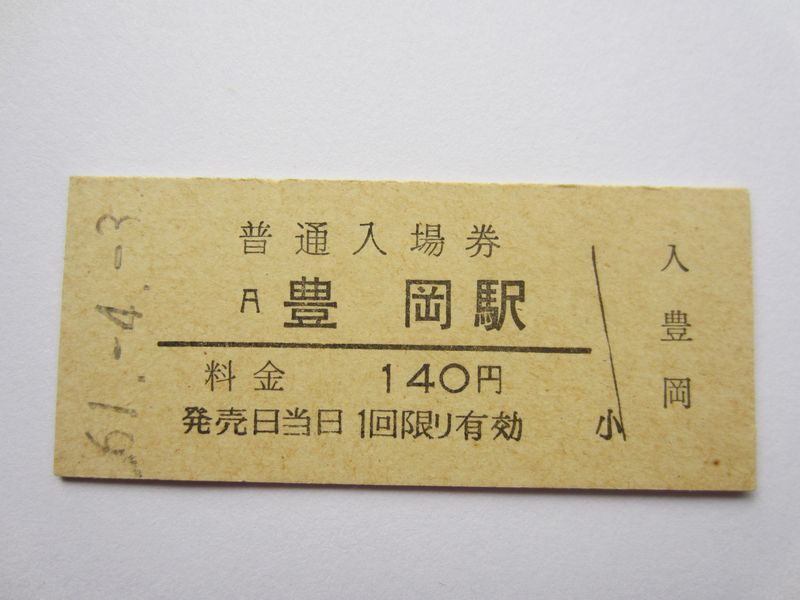 61.-4.-3
普通入場券
A 豊岡駅
料金 140円
発売日当日1回限り有効 小
入豊岡